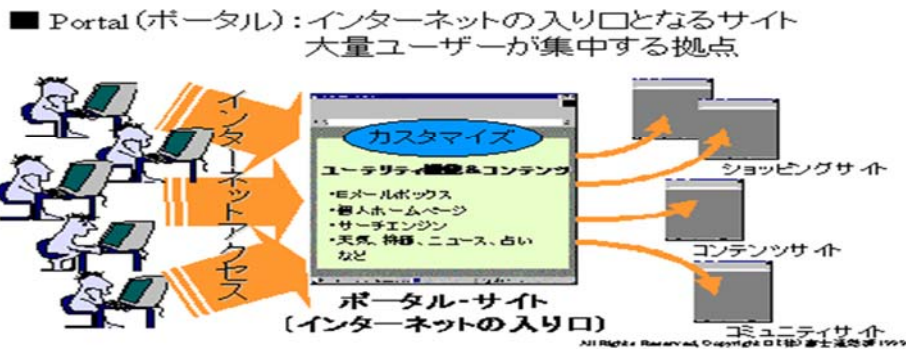 ■ Portal(ポータル):インターネットの入り口となるサイト
大量ユーザーが集中する拠点
インターネットアクセス
カスタマイズ
ユーテリティ機能&コンテンツ
・Eメールボックス
・個人ホームページ
・サーチエンジン
・天気、株価、ニュース、占い
など
ポータル・サイト
〔インターネットの入り口〕
ショッピングサイト
コンテンツサイト
コミュニティサイト
All Rights Reserved, Copyright